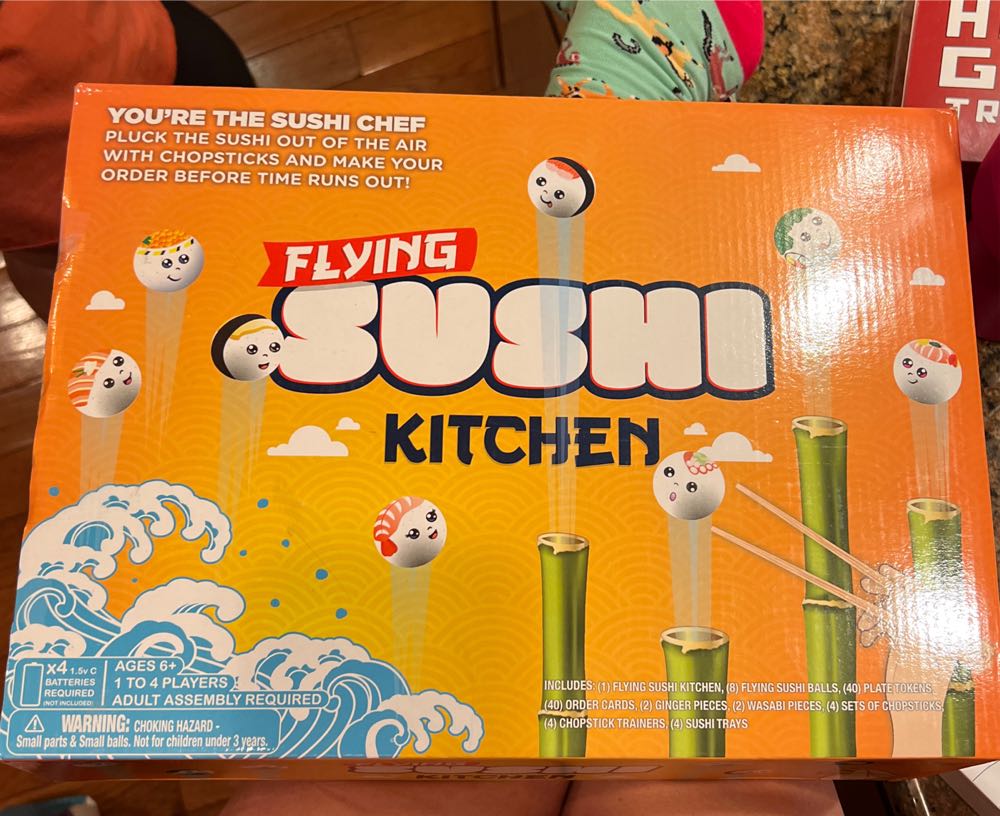 YOU'RE THE SUSHI CHEF
PLUCK THE SUSHI OUT OF THE AIR
WITH CHOPSTICKS AND MAKE YOUR
ORDER BEFORE TIME RUNS OUT!
FLYING
SUSHI
KITCHEN
x4 1.5v C
BATTERIES
REQUIRED
(NOT INCLUDED)
AGES 6+
1 TO 4 PLAYERS
ADULT ASSEMBLY REQUIRED
WARNING: CHOKING HAZARD -
Small parts & Small balls. Not for children under 3 years.
INCLUDES: (1) FLYING SUSHI KITCHEN, (8) FLYING SUSHI BALLS, (40) PLATE TOKENS
(40) ORDER CARDS, (2) GINGER PIECES, (2) WASABI PIECES, (4) SETS OF CHOPSTICKS,
(4) CHOPSTICK TRAINERS, (4) SUSHI TRAYS
KITCHEN
H
G
TR